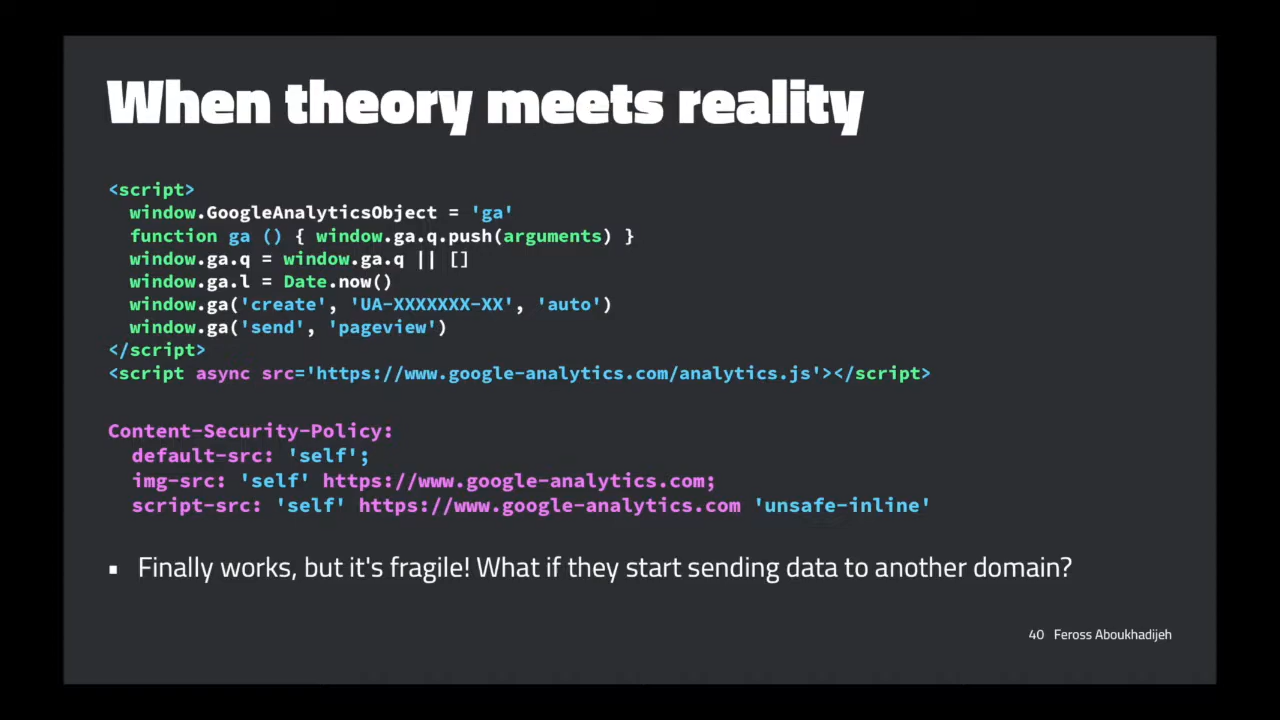 When theory meets reality
<script>
window.GoogleAnalyticsObject = 'ga'
function ga () { window.ga.q.push(arguments) }
window.ga.q = window.ga.q || []
window.ga.l = Date.now()
window.ga('create', 'UA-XXXXXXX-XX', 'auto')
window.ga('send', 'pageview')
</script>
<script async src='https://www.google-analytics.com/analytics.js'></script>
Content-Security-Policy:
default-src: 'self';
img-src: 'self' https://www.google-analytics.com;
script-src: 'self' https://www.google-analytics.com 'unsafe-inline'
▪ Finally works, but it's fragile! What if they start sending data to another domain?
40 Feross Aboukhadijeh